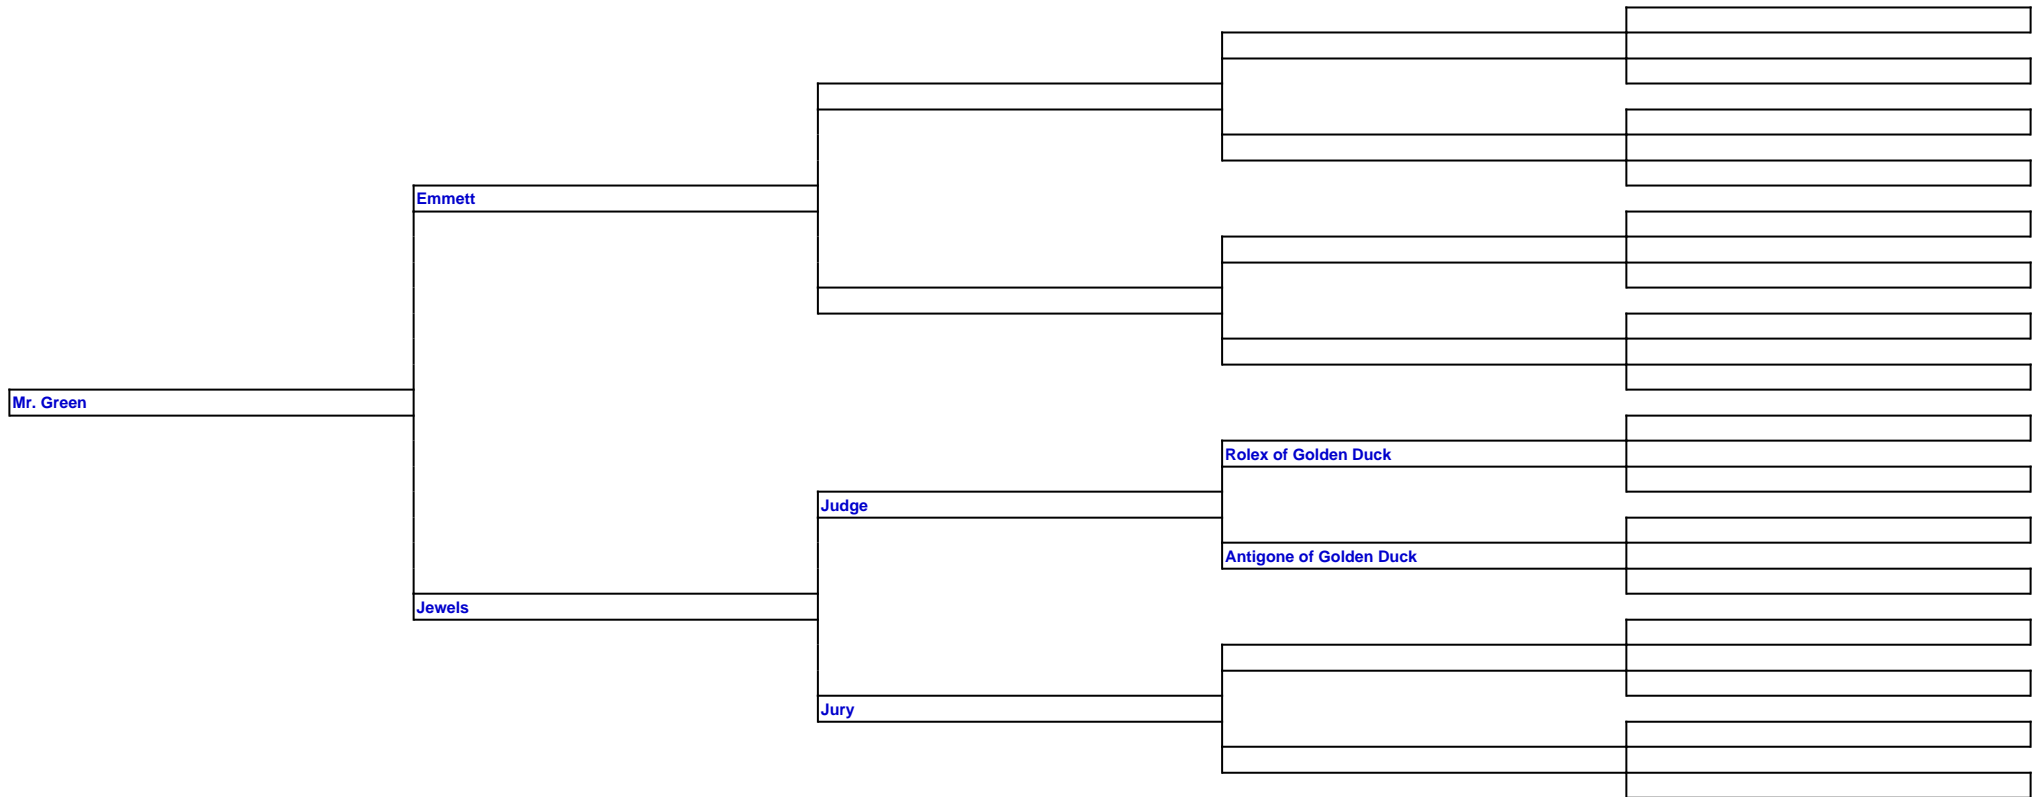 Emmett
Mr. Green
Rolex of Golden Duck
Judge
Antigone of Golden Duck
Jewels
Jury